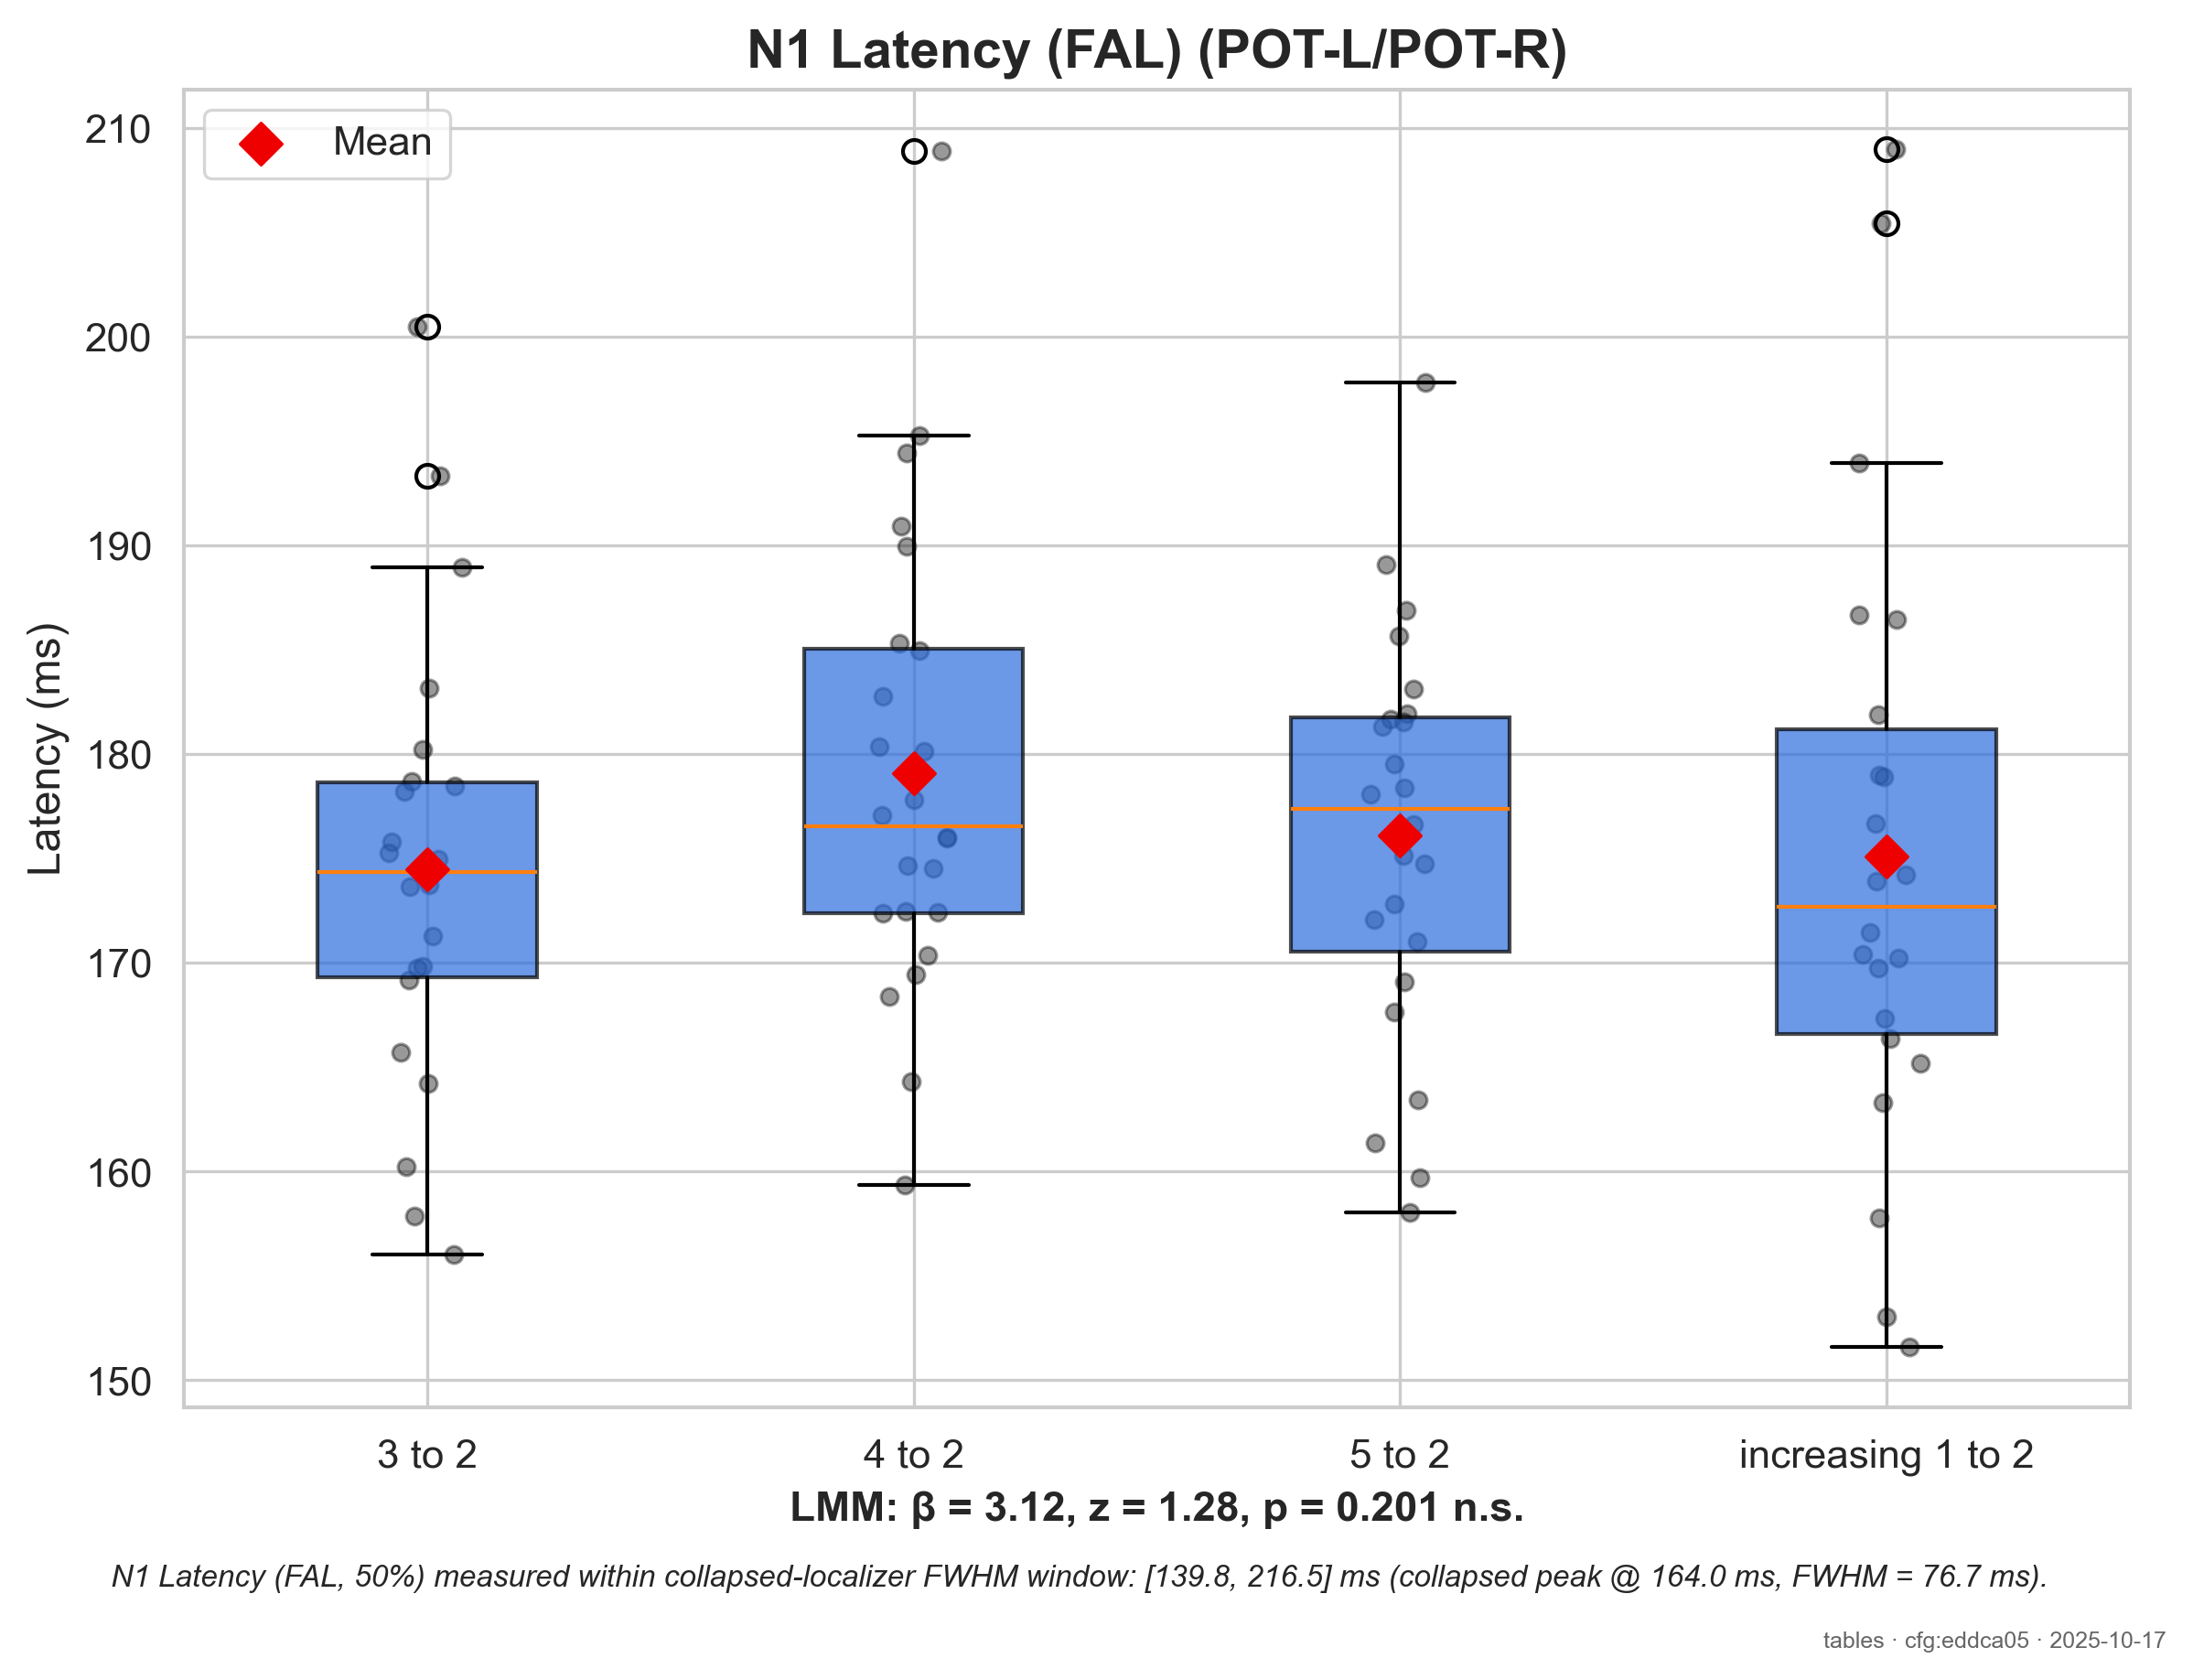 N1 Latency (FAL) (POT-L/POT-R)
Mean
210
200
190
180
170
160
150
Latency (ms)
3 to 2
4 to 2
5 to 2
increasing 1 to 2
LMM: β = 3.12, z = 1.28, p = 0.201 n.s.
N1 Latency (FAL, 50%) measured within collapsed-localizer FWHM window: [139.8, 216.5] ms (collapsed peak @ 164.0 ms, FWHM = 76.7 ms).
tables · cfg:eddca05 · 2025-10-17